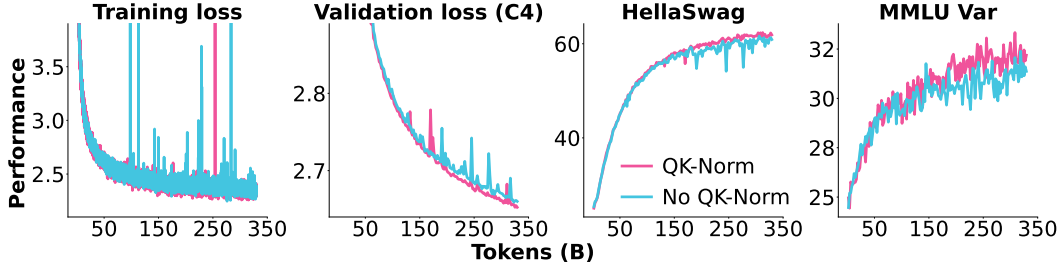 Training loss
Validation loss (C4)
HellaSwag
MMLU Var
Performance
3.5
3.0
2.5
50 150 250 350
2.8
2.7
50 150 250 350
60
40
50 150 250 350
QK-Norm
No QK-Norm
32
30
28
25
50 150 250 350
Tokens (B)